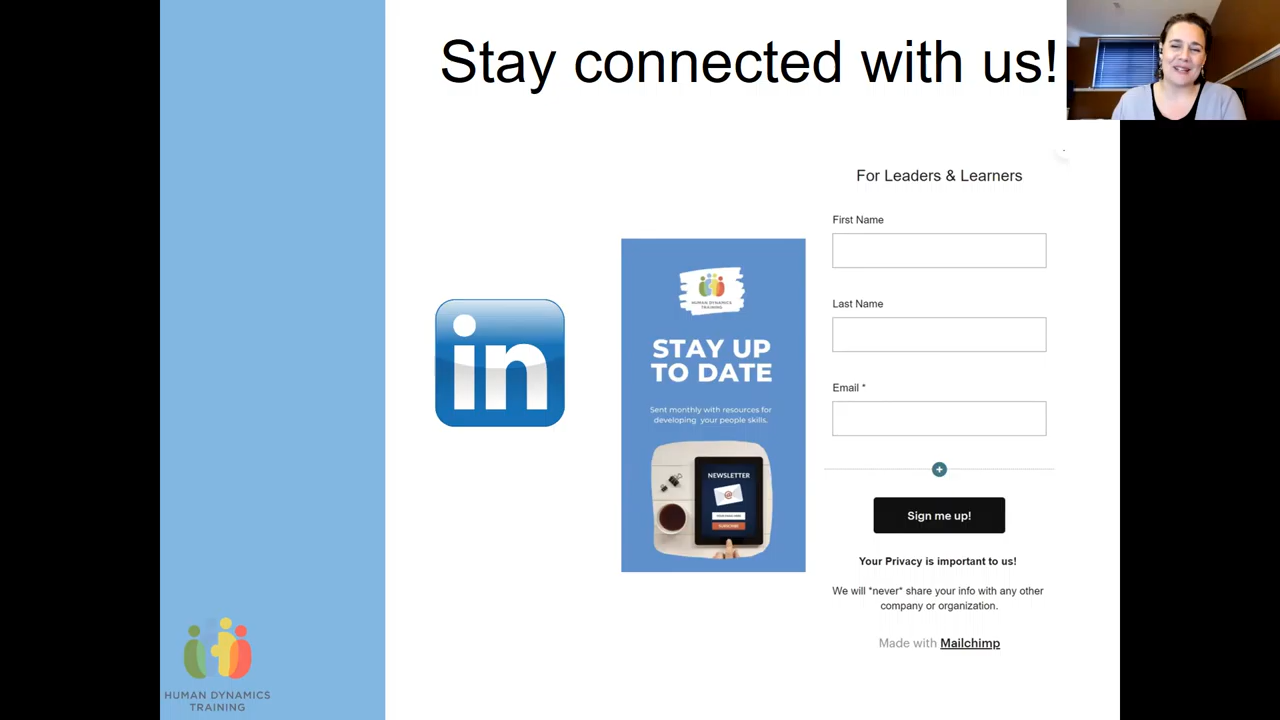 Stay connected with us!
in
HUMAN DYNAMICS
TRAINING
STAY UP
TO DATE
Sent monthly with resources for
developing your people skills.
NEWSLETTER
@
SUBSCRIBE
For Leaders & Learners
First Name
Last Name
Email *
+
Sign me up!
Your Privacy is important to us!
We will *never* share your info with any other
company or organization.
Made with Mailchimp
HUMAN DYNAMICS
TRAINING